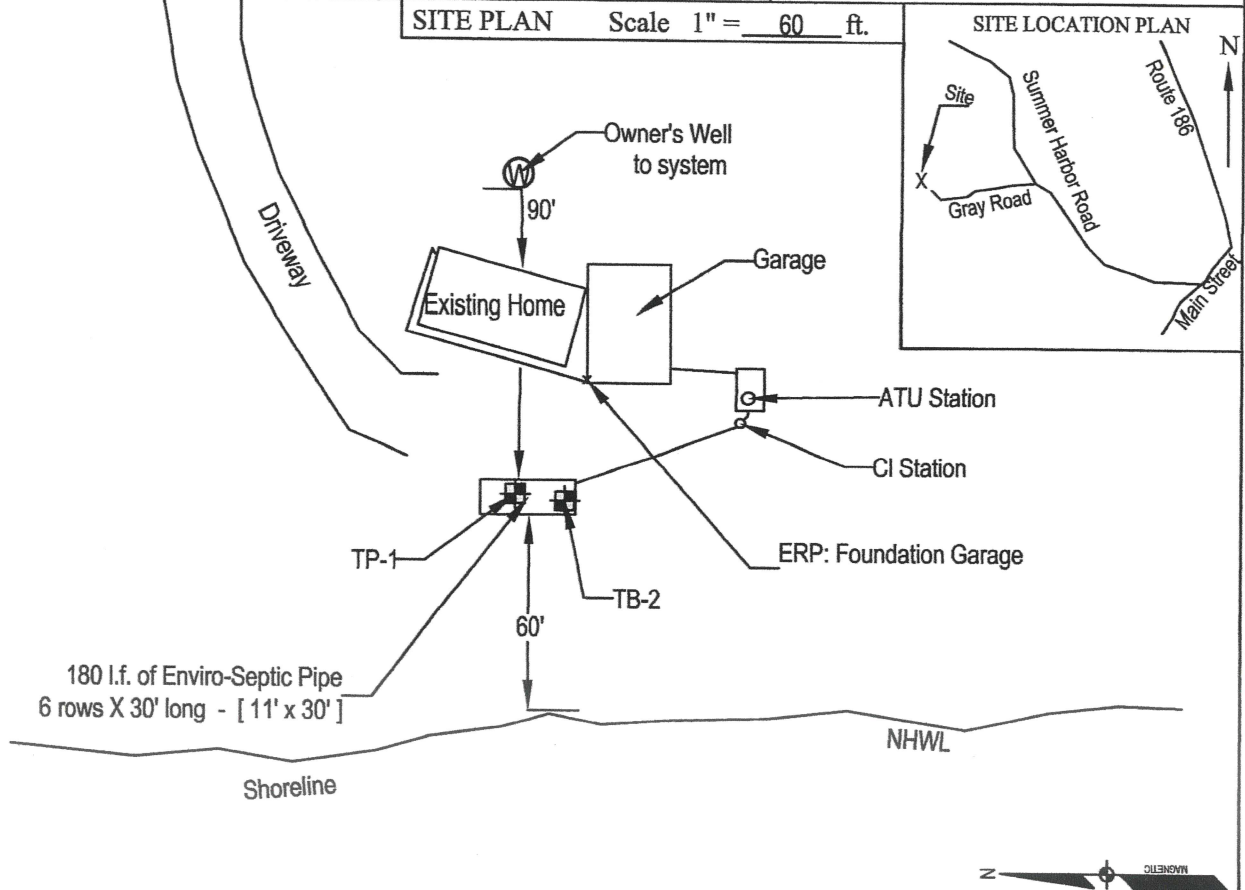 SITE PLAN Scale 1" = 60 ft.
SITE LOCATION PLAN
N
Site
X
Gray Road
Summer Harbor Road
Route 186
Main Street
Owner's Well
to system
W
90'
Driveway
Existing Home
Garage
ATU Station
CI Station
ERP: Foundation Garage
TP-1
TB-2
60'
180 l.f. of Enviro-Septic Pipe
6 rows X 30' long - [ 11' x 30' ]
NHWL
Shoreline
N
MAGNETIC